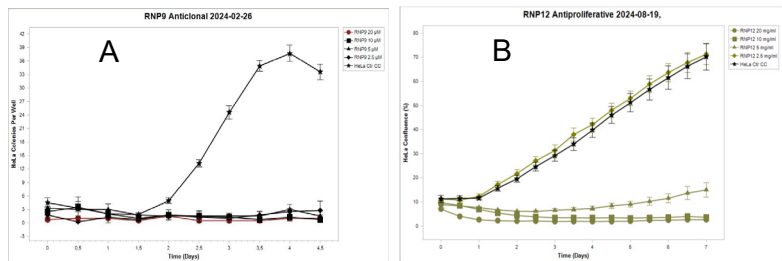 RNP9 Anticlonal 2024-02-26
A
RNP9 20 µM
RNP9 10 µM
RNP9 5 µM
RNP9 2.5 µM
HeLa Ctr CC
HeLa Colonies Per Well
42
39
36
33
30
27
24
21
18
15
12
9
6
3
0
-3
0
0,5
1
1,5
2
2,5
3
3,5
4
4,5
Time (Days)
RNP12 Antiproliferative 2024-08-19,
B
RNP12 20 mg/ml
RNP12 10 mg/ml
RNP12 5 mg/ml
RNP12 2.5 mg/ml
HeLa Ctr CC
HeLa Confluence (%)
80
70
60
50
40
30
20
10
0
0
1
2
3
4
5
6
7
Time (Days)